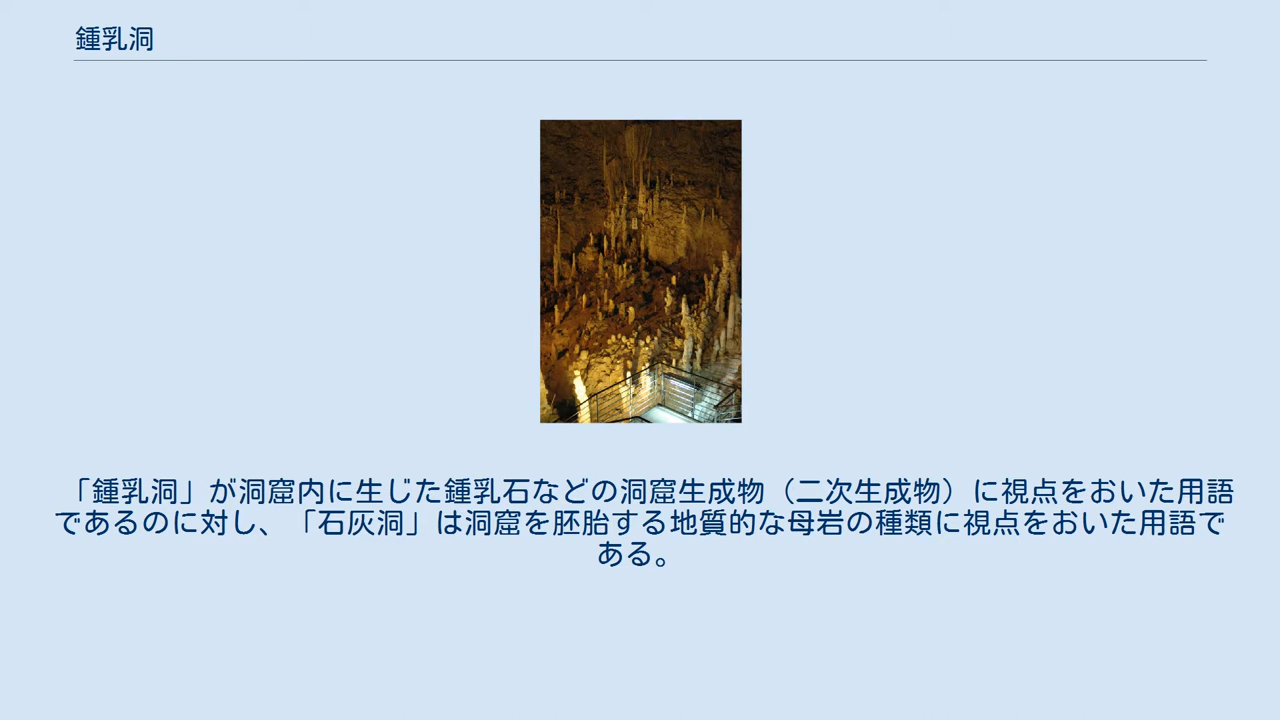 鍾乳洞
「鍾乳洞」が洞窟内に生じた鍾乳石などの洞窟生成物（二次生成物）に視点をおいた用語
であるのに対し、「石灰洞」は洞窟を胚胎する地質的な母岩の種類に視点をおいた用語で
ある。